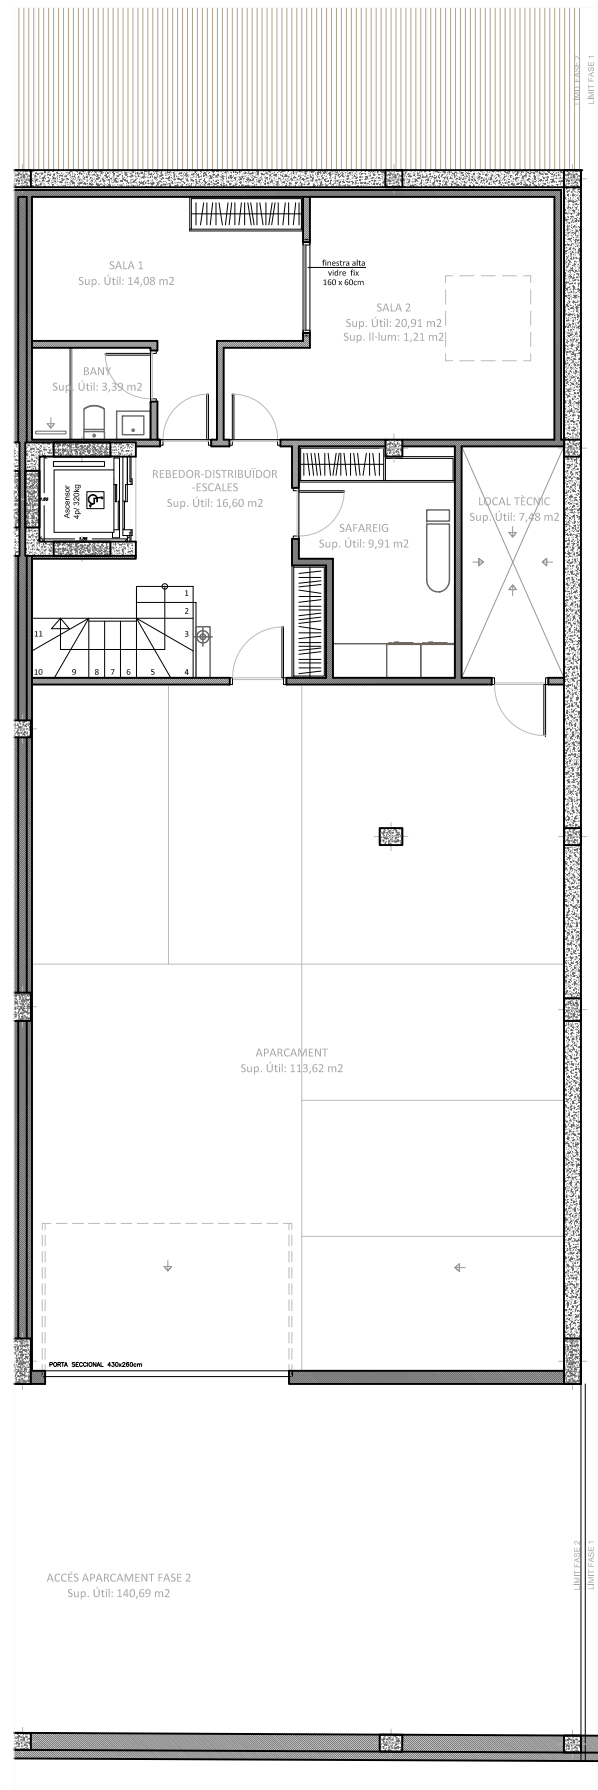 LÍMIT FASE 2
LÍMIT FASE 1
SALA 1
Sup. Útil: 14,08 m2
finestra alta
vidre fix
160 x 60cm
SALA 2
Sup. Útil: 20,91 m2
Sup. Il·lum: 1,21 m2
BANY
Sup. Útil: 3,39 m2
REBEDOR-DISTRIBUÏDOR
-ESCALES
Sup. Útil: 16,60 m2
Ascensor
4p/ 320kg
LOCAL TÈCNIC
Sup. Útil: 7,48 m2
SAFAREIG
Sup. Útil: 9,91 m2
1
2
3
11
10
9
8
7
6
5
4
APARCAMENT
Sup. Útil: 113,62 m2
PORTA SECCIONAL 430x260cm
ACCÉS APARCAMENT FASE 2
Sup. Útil: 140,69 m2
LÍMIT FASE 2
LÍMIT FASE 1